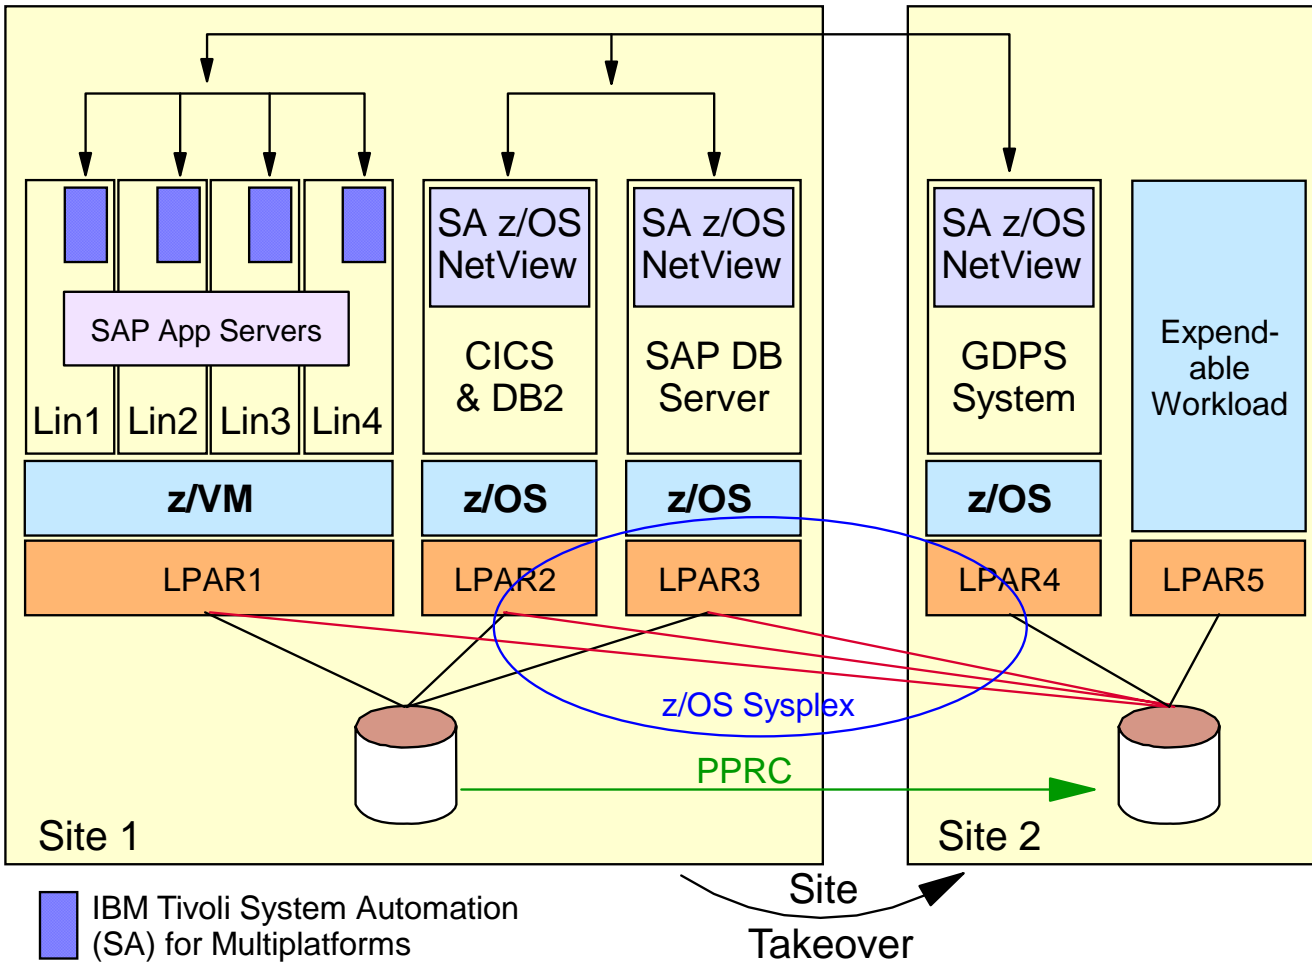 SA z/OS
NetView
SA z/OS
NetView
SA z/OS
NetView
SAP App Servers
Lin1
Lin2
Lin3
Lin4
CICS
& DB2
SAP DB
Server
GDPS
System
Expend-
able
Workload
z/VM
z/OS
z/OS
z/OS
LPAR1
LPAR2
LPAR3
LPAR4
LPAR5
z/OS Sysplex
PPRC
Site 1
Site 2
Site
Takeover
IBM Tivoli System Automation
(SA) for Multiplatforms